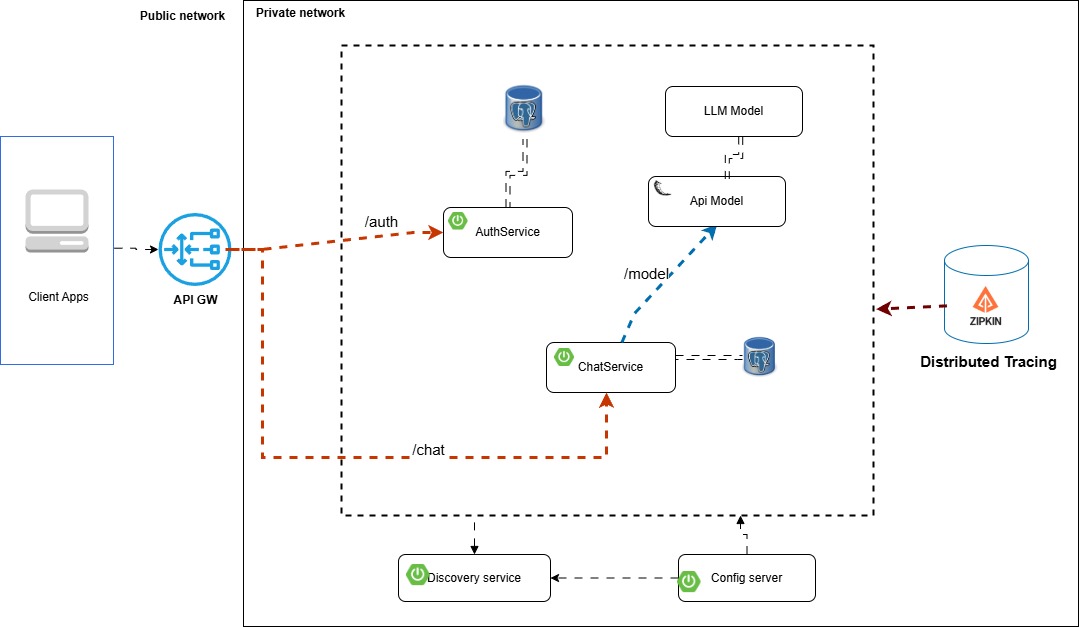 Public network
Private network
LLM Model
Api Model
/auth
AuthService
/model
Client Apps
API GW
ZIPKIN
Distributed Tracing
ChatService
/chat
Discovery service
Config server